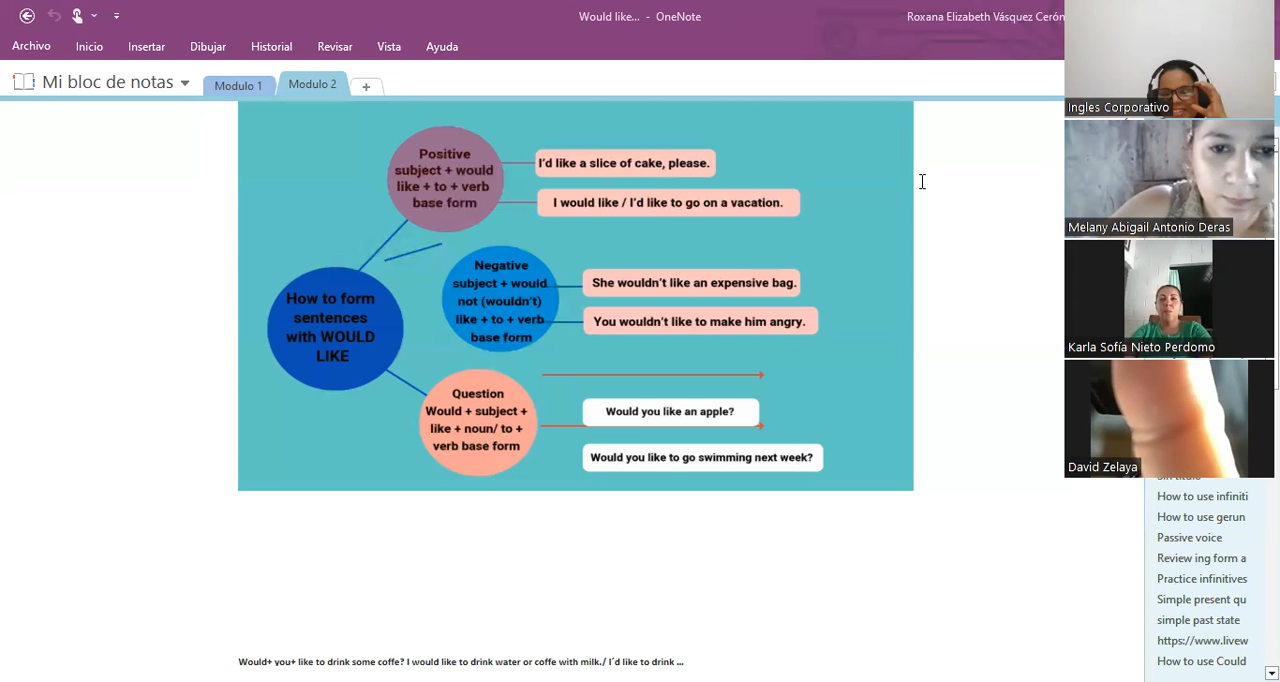 Would like... - OneNote
Roxana Elizabeth Vásquez Cerón
Archivo Inicio Insertar Dibujar Historial Revisar Vista Ayuda
Mi bloc de notas Modulo 1 Modulo 2 +
Positive
subject + would
like + to + verb
base form
I'd like a slice of cake, please.
I would like / I'd like to go on a vacation.
How to form
sentences
with WOULD
LIKE
Negative
subject + would
not (wouldn't)
like + to + verb
base form
She wouldn't like an expensive bag.
You wouldn't like to make him angry.
Question
Would + subject +
like + noun/ to +
verb base form
Would you like an apple?
Would you like to go swimming next week?
Would+ you+ like to drink some coffe? I would like to drink water or coffe with milk./ I´d like to drink ...
Ingles Corporativo
Melany Abigail Antonio Deras
Karla Sofía Nieto Perdomo
David Zelaya
How to use infiniti
How to use gerun
Passive voice
Review ing form a
Practice infinitives
Simple present qu
simple past state
https://www.livew
How to use Could